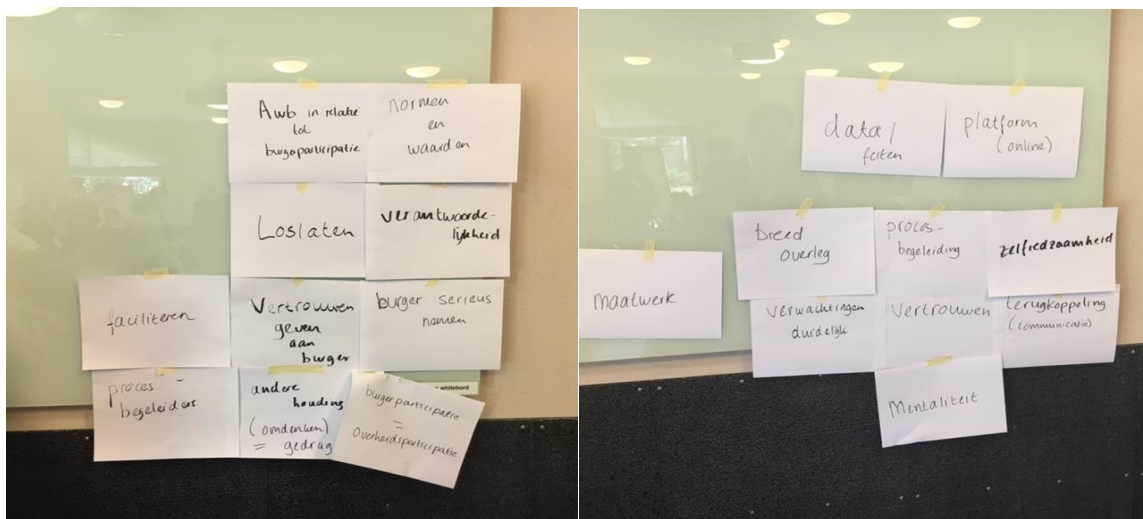 Awb in relatie
tot
burgerparticipatie
normen
en
waarden
Loslaten
verantwoorde-
lijkheid
faciliteren
Vertrouwen
geven
aan
burger
burger serieus
nemen
proces -
begeleiders
andere
houding
(omdenken)
= gedrag
burgerparticipatie
=
Overheidsparticipatie
whitebord
data /
feiten
platform
(online)
breed
overleg
proces -
begeleiding
zelfredzaamheid
maatwerk
verwachtingen
duidelijk
Vertrouwen
terugkoppeling
(communicatie)
Mentaliteit